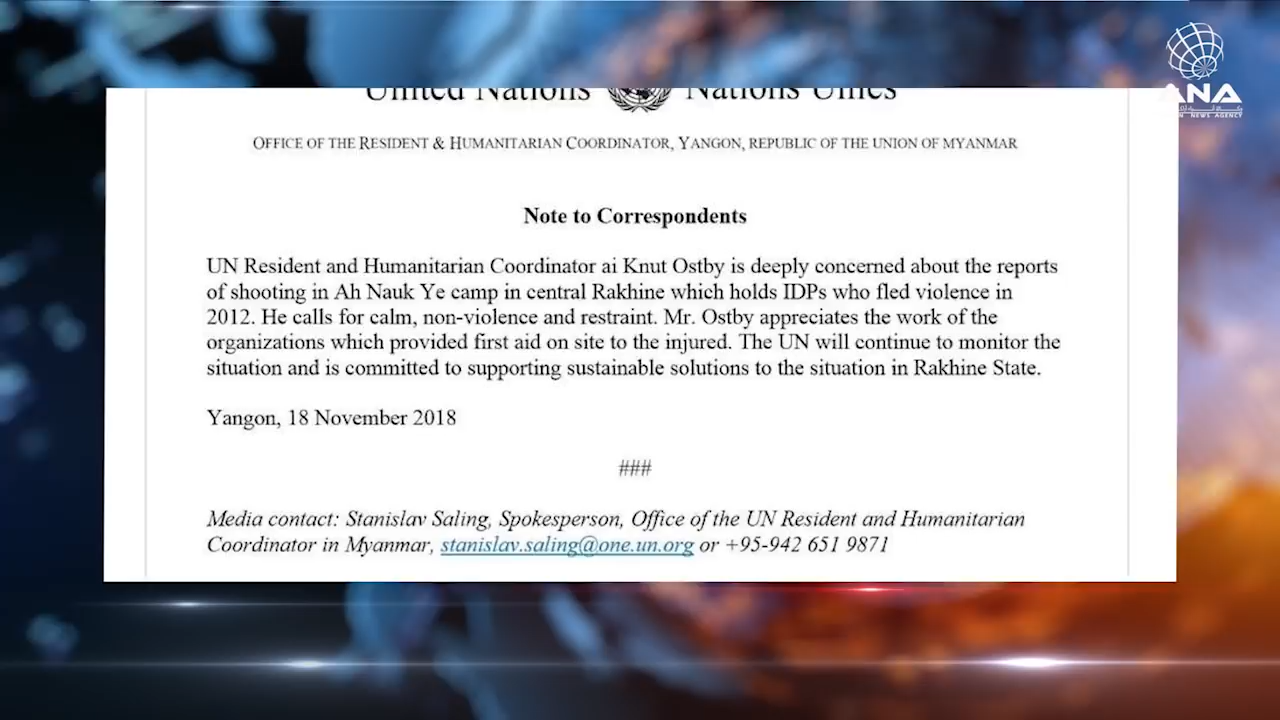 United Nations Nations Unies
OFFICE OF THE RESIDENT & HUMANITARIAN COORDINATOR, YANGON, REPUBLIC OF THE UNION OF MYANMAR
Note to Correspondents
UN Resident and Humanitarian Coordinator ai Knut Ostby is deeply concerned about the reports
of shooting in Ah Nauk Ye camp in central Rakhine which holds IDPs who fled violence in
2012. He calls for calm, non-violence and restraint. Mr. Ostby appreciates the work of the
organizations which provided first aid on site to the injured. The UN will continue to monitor the
situation and is committed to supporting sustainable solutions to the situation in Rakhine State.
Yangon, 18 November 2018
###
Media contact: Stanislav Saling, Spokesperson, Office of the UN Resident and Humanitarian
Coordinator in Myanmar, stanislav.saling@one.un.org or +95-942 651 9871
ANA
NEWS AGENCY